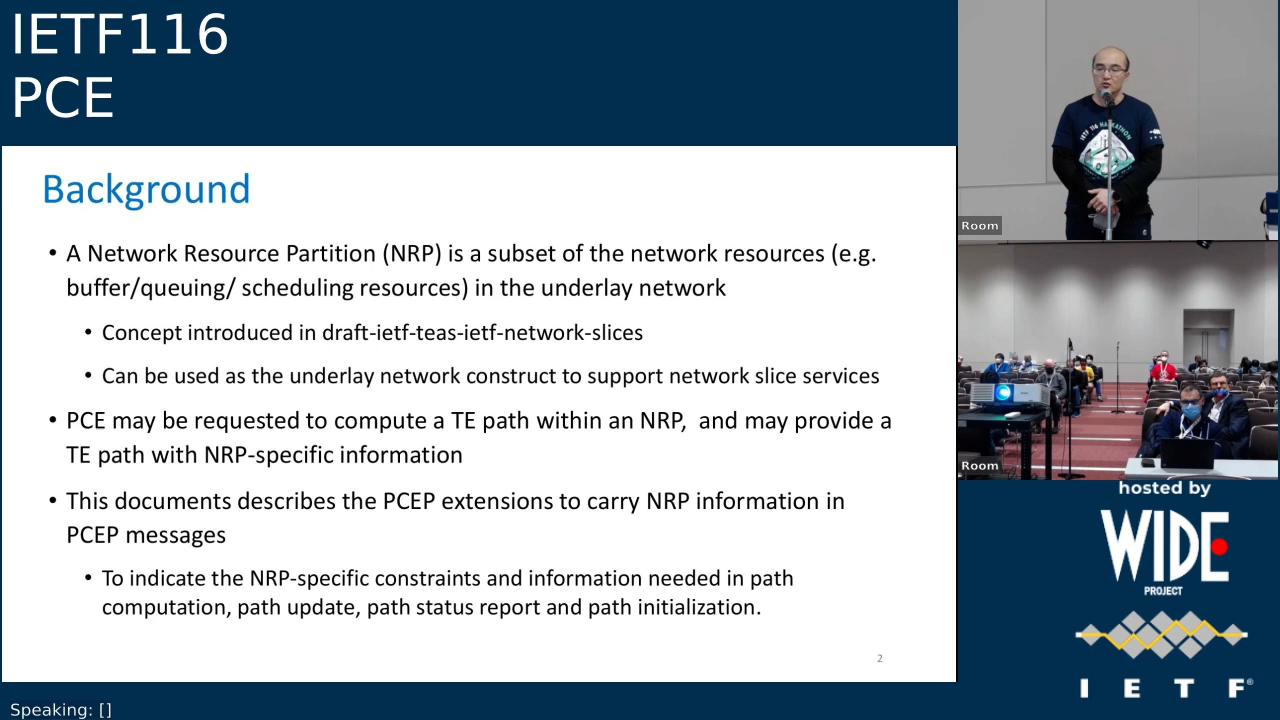 IETF116
PCE
Background
• A Network Resource Partition (NRP) is a subset of the network resources (e.g.
buffer/queuing/ scheduling resources) in the underlay network
• Concept introduced in draft-ietf-teas-ietf-network-slices
• Can be used as the underlay network construct to support network slice services
• PCE may be requested to compute a TE path within an NRP,  and may provide a
TE path with NRP-specific information
• This documents describes the PCEP extensions to carry NRP information in
PCEP messages
• To indicate the NRP-specific constraints and information needed in path
computation, path update, path status report and path initialization.
2
Speaking: []
IETF 116 HACKATHON
Room
Room
hosted by
WIDE
PROJECT
I E T F®